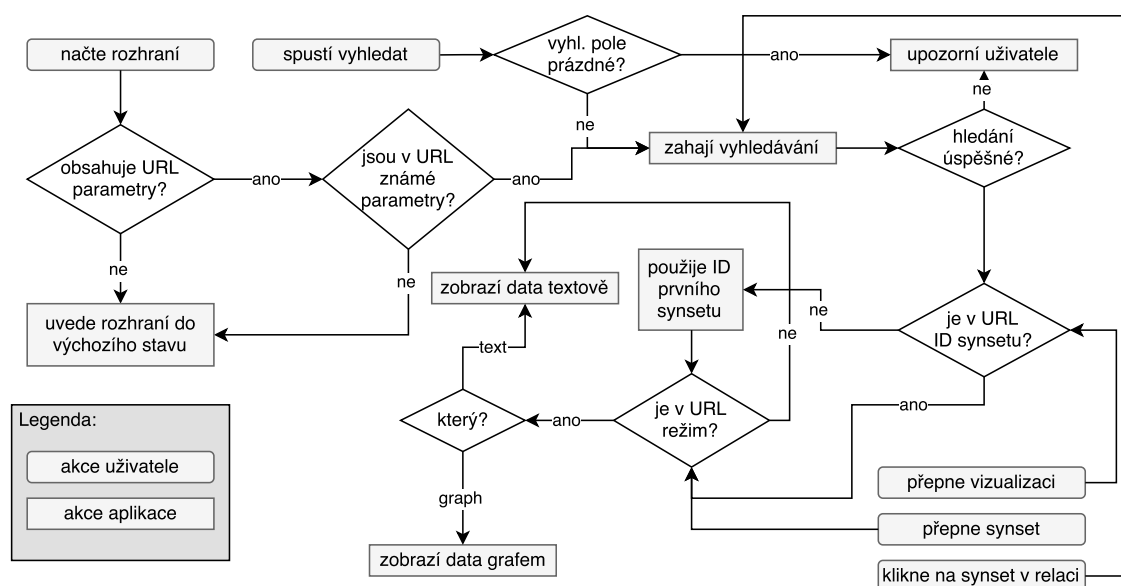 načte rozhraní
spustí vyhledat
vyhl. pole
prázdné?
ano
upozorní uživatele
ne
ne
obsahuje URL
parametry?
ano
jsou v URL
známé
parametry?
ano
zahají vyhledávání
hledání
úspěšné?
ne
ne
uvede rozhraní do
výchozího stavu
zobrazí data textově
použije ID
prvního
synsetu
ne
ne
je v URL
ID synsetu?
text
ano
který?
ano
je v URL
režim?
Legenda:
akce uživatele
akce aplikace
graph
zobrazí data grafem
přepne vizualizaci
přepne synset
klikne na synset v relaci